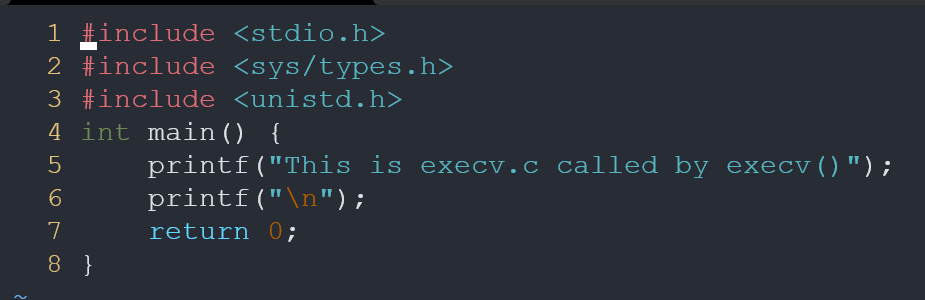 1 #include <stdio.h>
2 #include <sys/types.h>
3 #include <unistd.h>
4 int main() {
5     printf("This is execv.c called by execv()");
6     printf("\n");
7     return 0;
8 }
~